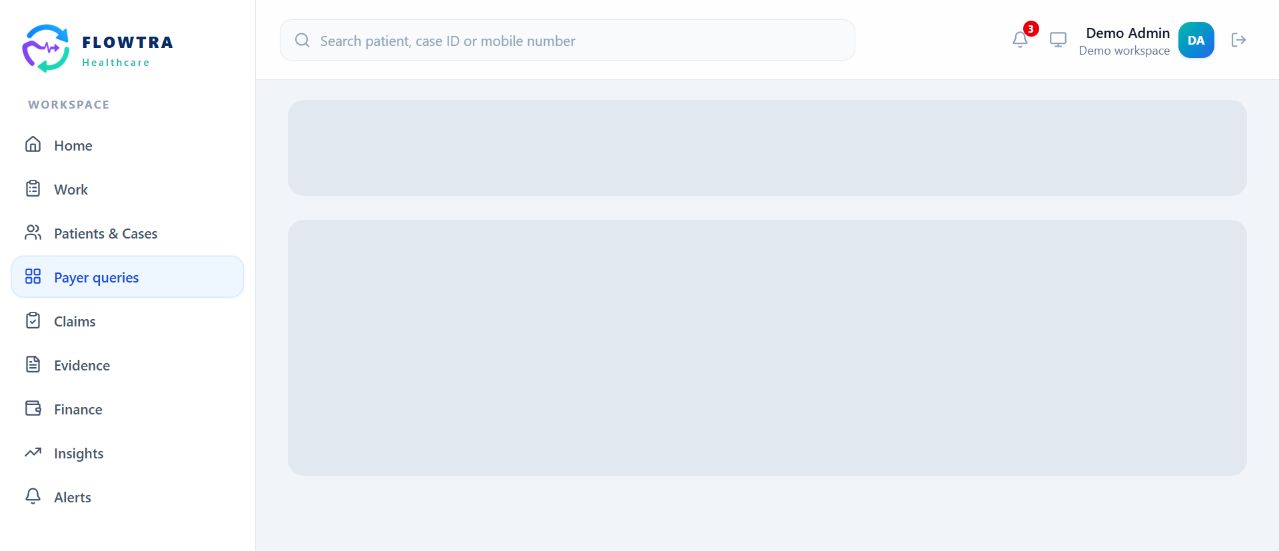 FLOWTRA
Healthcare
Search patient, case ID or mobile number
3
Demo Admin
Demo workspace
DA
WORKSPACE
Home
Work
Patients & Cases
Payer queries
Claims
Evidence
Finance
Insights
Alerts